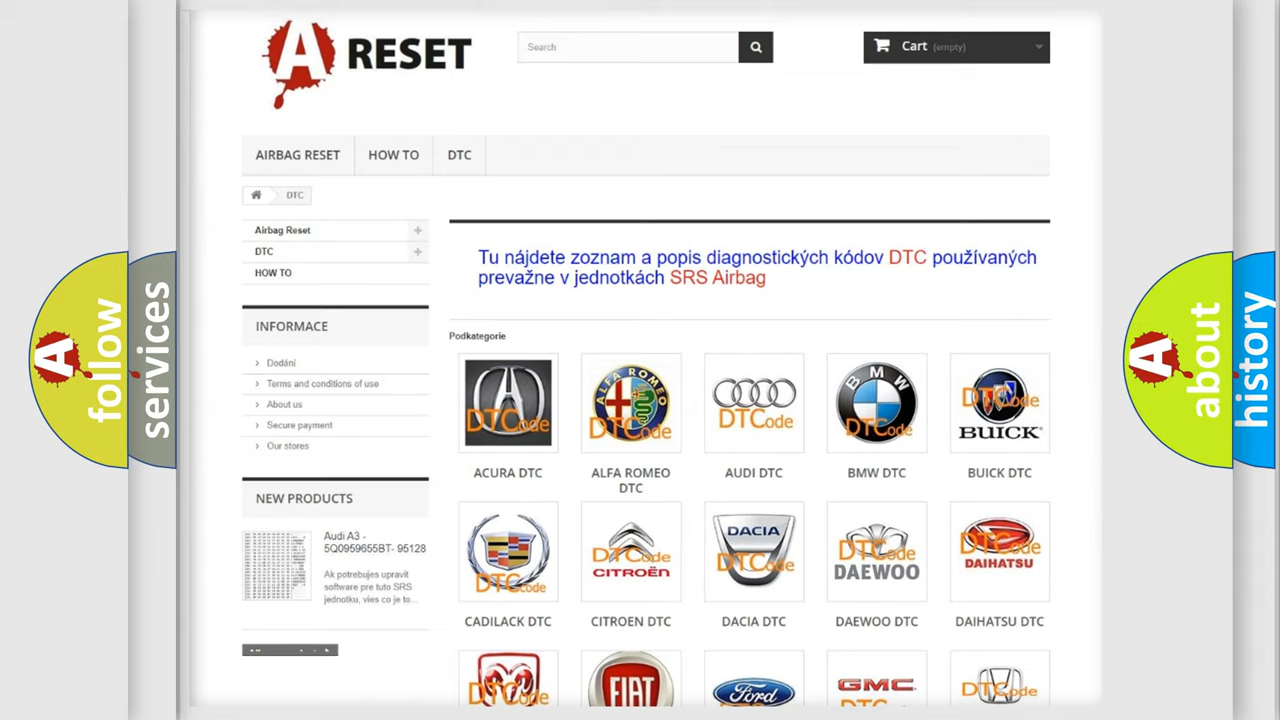 A RESET
Search
Cart (empty)
AIRBAG RESET
HOW TO
DTC
DTC
Airbag Reset
DTC
HOW TO
Tu nájdete zoznam a popis diagnostických kódov DTC používaných
prevažne v jednotkách SRS Airbag
INFORMACE
Dodání
Terms and conditions of use
About us
Secure payment
Our stores
NEW PRODUCTS
Audi A3 -
5Q0959655BT- 95128
Ak potrebujes upravit
software pre tuto SRS
jednotku, vies co je to...
Podkategorie
DTCode
ALFA ROMEO
DTCode
DTCode
BMW
DTCode
DTCode
BUICK
ACURA DTC
ALFA ROMEO
DTC
AUDI DTC
BMW DTC
BUICK DTC
DTCode
DTCode
CITROËN
DACIA
DTCode
DTCode
DAEWOO
DTCode
DAIHATSU
CADILACK DTC
CITROEN DTC
DACIA DTC
DAEWOO DTC
DAIHATSU DTC
DTCode
FIAT
Ford
GMC
DTCode
A follow
services
A about
history